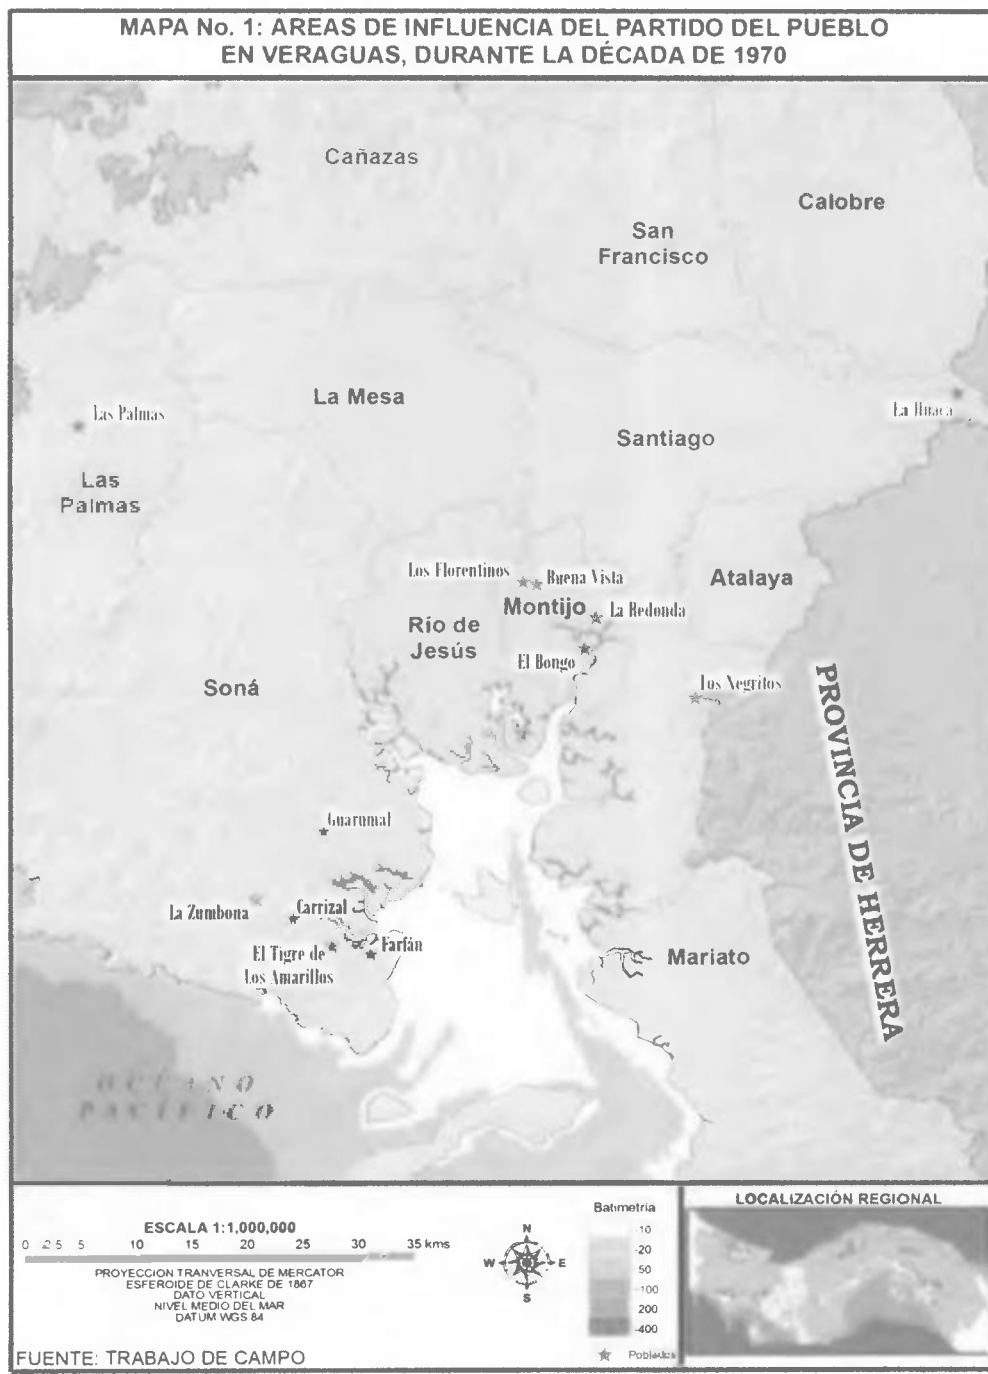 MAPA No. 1: ÁREAS DE INFLUENCIA DEL PARTIDO DEL PUEBLO
EN VERAGUAS, DURANTE LA DÉCADA DE 1970
Cañazas
Calobre
San
Francisco
La Mesa
Las Palmas
La Huaca
Santiago
Las
Palmas
Los Florentinos
Buena Vista
Atalaya
Montijo
La Redonda
Río de
Jesús
El Bongo
Soná
Los Negritos
PROVINCIA DE HERRERA
Guarumal
La Zumbona
Carrizal
El Tigre de
Los Amarillos
Farfán
Mariato
OCÉANO
PACÍFICO
ESCALA 1:1,000,000
0 2.5 5 10 15 20 25 30 35 kms
PROYECCION TRANVERSAL DE MERCATOR
ESFEROIDE DE CLARKE DE 1867
DATO VERTICAL
NIVEL MEDIO DEL MAR
DATUM WGS 84
FUENTE: TRABAJO DE CAMPO
N
W E
S
Batimetría
-10
-20
50
-100
200
-400
Poblados
LOCALIZACIÓN REGIONAL